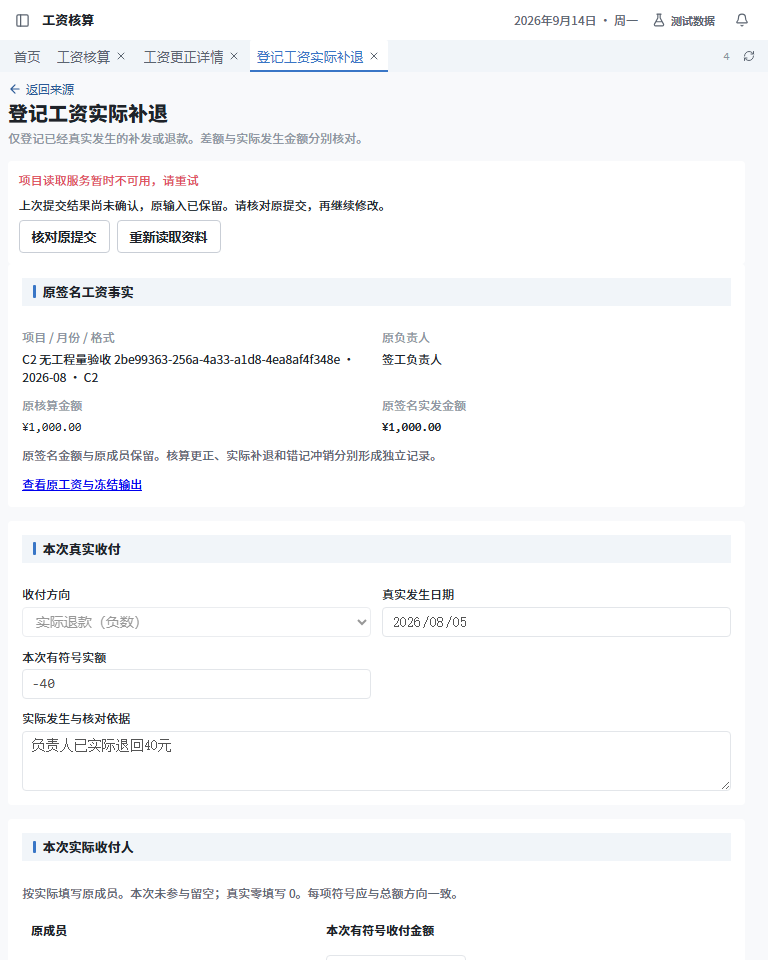 工资核算
2026年9月14日 • 周一 测试数据
首页 工资核算 × 工资更正详情 × 登记工资实际补退 × 4
← 返回来源
登记工资实际补退
仅登记已经真实发生的补发或退款。差额与实际发生金额分别核对。
项目读取服务暂时不可用，请重试
上次提交结果尚未确认，原输入已保留。请核对原提交，再继续修改。
核对原提交 重新读取资料
原签名工资事实
项目 / 月份 / 格式 原负责人
C2 无工程量验收 2be99363-256a-4a33-a1d8-4ea8af4f348e • 签工负责人
2026-08 • C2
原核算金额 原签名实发金额
¥1,000.00 ¥1,000.00
原签名金额与原成员保留。核算更正、实际补退和错记冲销分别形成独立记录。
查看原工资与冻结输出
本次真实收付
收付方向 真实发生日期
实际退款（负数） 2026/08/05
本次有符号实额
-40
实际发生与核对依据
负责人已实际退回40元
本次实际收付人
按实际填写原成员。本次未参与留空；真实零填写 0。每项符号应与总额方向一致。
原成员 本次有符号收付金额